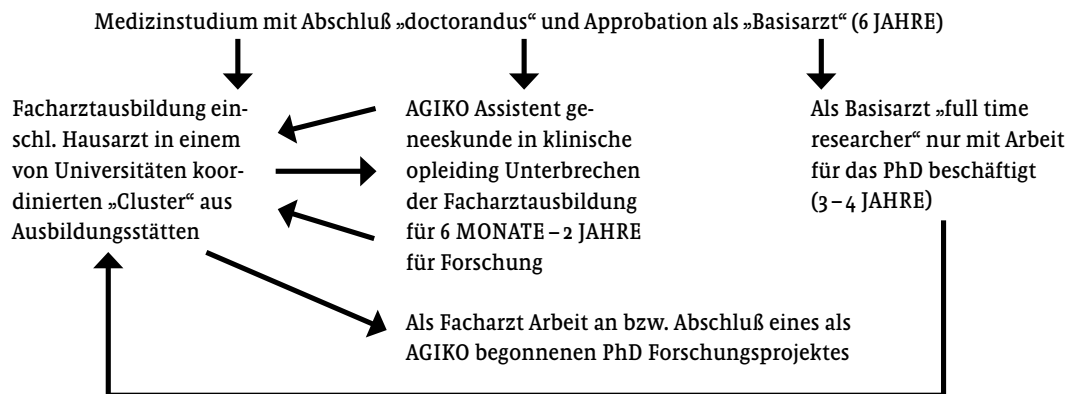 Medizinstudium mit Abschluß „doctorandus“ und Approbation als „Basisarzt“ (6 JAHRE)
Facharztausbildung ein-
schl. Hausarzt in einem
von Universitäten koor-
dinierten „Cluster“ aus
Ausbildungsstätten
AGIKO Assistent ge-
neeskunde in klinische
opleiding Unterbrechen
der Facharztausbildung
für 6 MONATE – 2 JAHRE
für Forschung
Als Basisarzt „full time
researcher“ nur mit Arbeit
für das PhD beschäftigt
(3 – 4 JAHRE)
Als Facharzt Arbeit an bzw. Abschluß eines als
AGIKO begonnenen PhD Forschungsprojektes